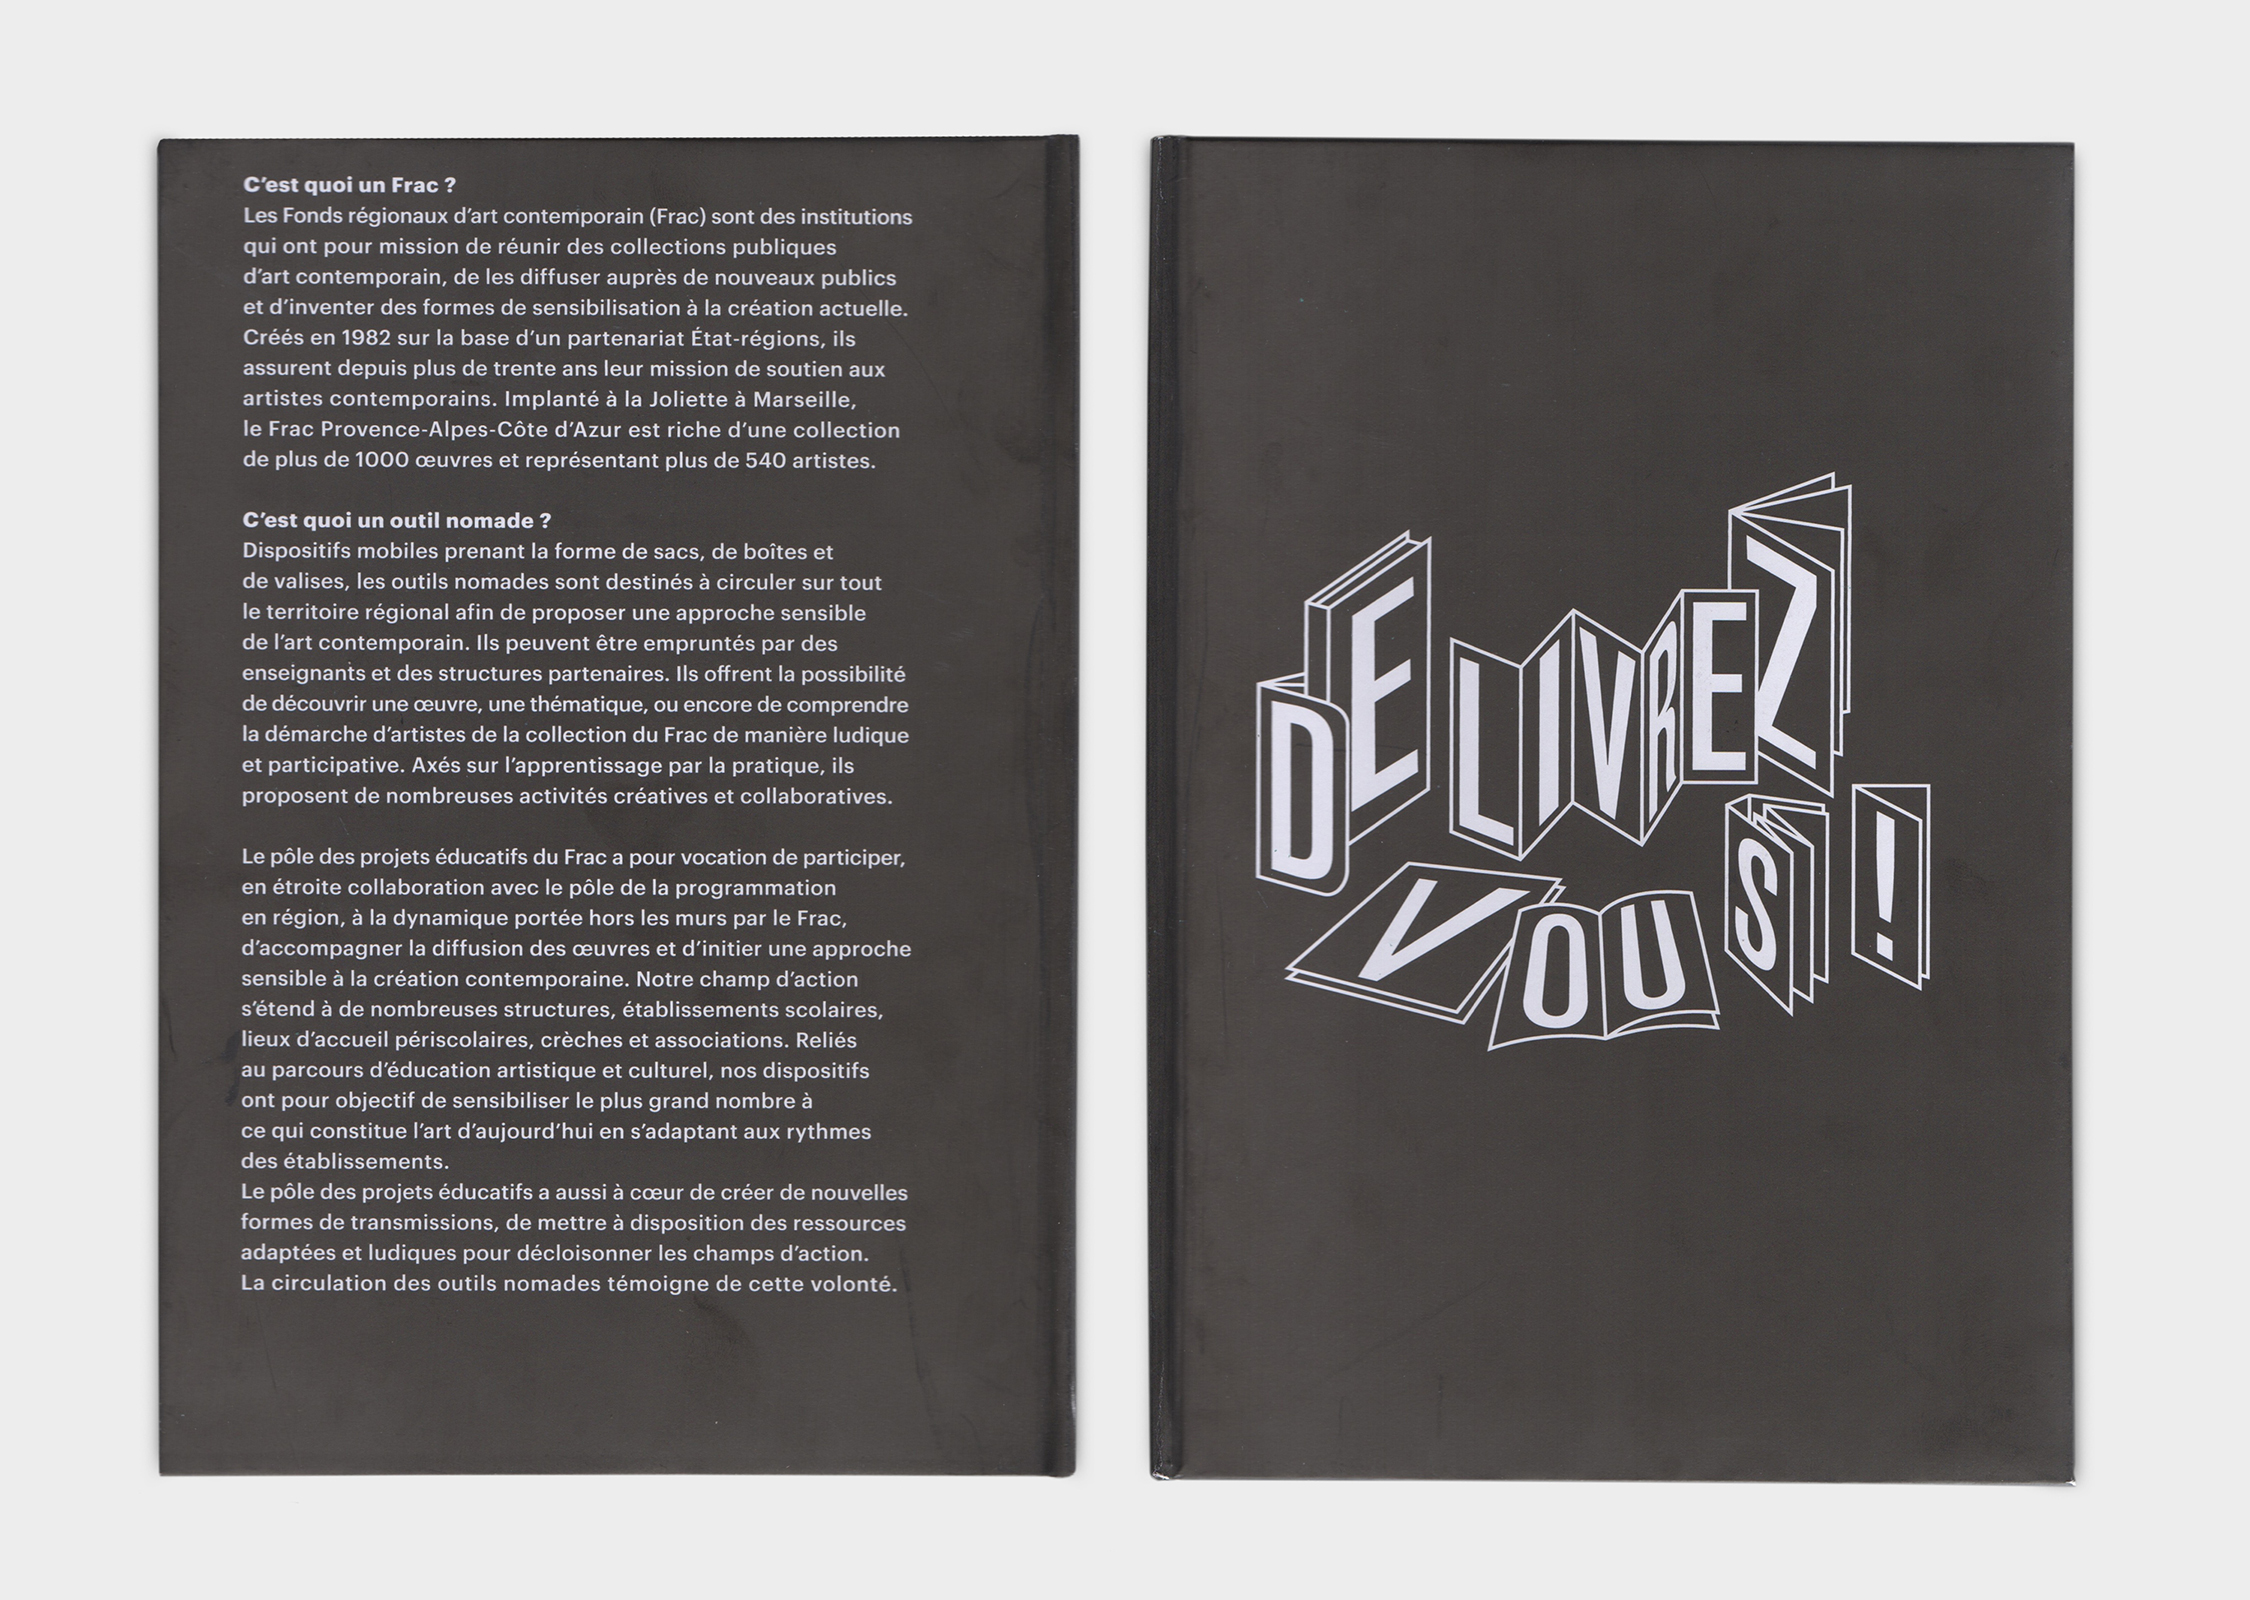 C’est quoi un Frac ?
Les Fonds régionaux d’art contemporain (Frac) sont des institutions
qui ont pour mission de réunir des collections publiques
d’art contemporain, de les diffuser auprès de nouveaux publics
et d’inventer des formes de sensibilisation à la création actuelle.
Créés en 1982 sur la base d’un partenariat État-régions, ils
assurent depuis plus de trente ans leur mission de soutien aux
artistes contemporains. Implanté à la Joliette à Marseille,
le Frac Provence-Alpes-Côte d’Azur est riche d’une collection
de plus de 1000 œuvres et représentant plus de 540 artistes.
C’est quoi un outil nomade ?
Dispositifs mobiles prenant la forme de sacs, de boîtes et
de valises, les outils nomades sont destinés à circuler sur tout
le territoire régional afin de proposer une approche sensible
de l’art contemporain. Ils peuvent être empruntés par des
enseignants et des structures partenaires. Ils offrent la possibilité
de découvrir une œuvre, une thématique, ou encore de comprendre
la démarche d’artistes de la collection du Frac de manière ludique
et participative. Axés sur l’apprentissage par la pratique, ils
proposent de nombreuses activités créatives et collaboratives.
Le pôle des projets éducatifs du Frac a pour vocation de participer,
en étroite collaboration avec le pôle de la programmation
en région, à la dynamique portée hors les murs par le Frac,
d’accompagner la diffusion des œuvres et d’initier une approche
sensible à la création contemporaine. Notre champ d’action
s’étend à de nombreuses structures, établissements scolaires,
lieux d’accueil périscolaires, crèches et associations. Reliés
au parcours d’éducation artistique et culturel, nos dispositifs
ont pour objectif de sensibiliser le plus grand nombre à
ce qui constitue l’art d’aujourd’hui en s’adaptant aux rythmes
des établissements.
Le pôle des projets éducatifs a aussi à cœur de créer de nouvelles
formes de transmissions, de mettre à disposition des ressources
adaptées et ludiques pour décloisonner les champs d’action.
La circulation des outils nomades témoigne de cette volonté.
DELIVREZ
VOUS !